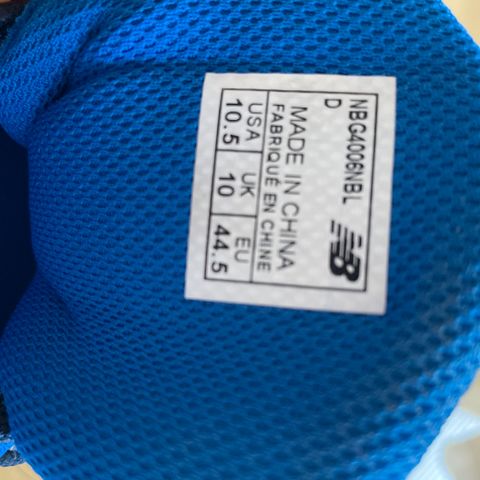 NBG4006NBL
D
MADE IN CHINA
FABRIQUÉ EN CHINE
USA UK EU
10.5 10 44.5